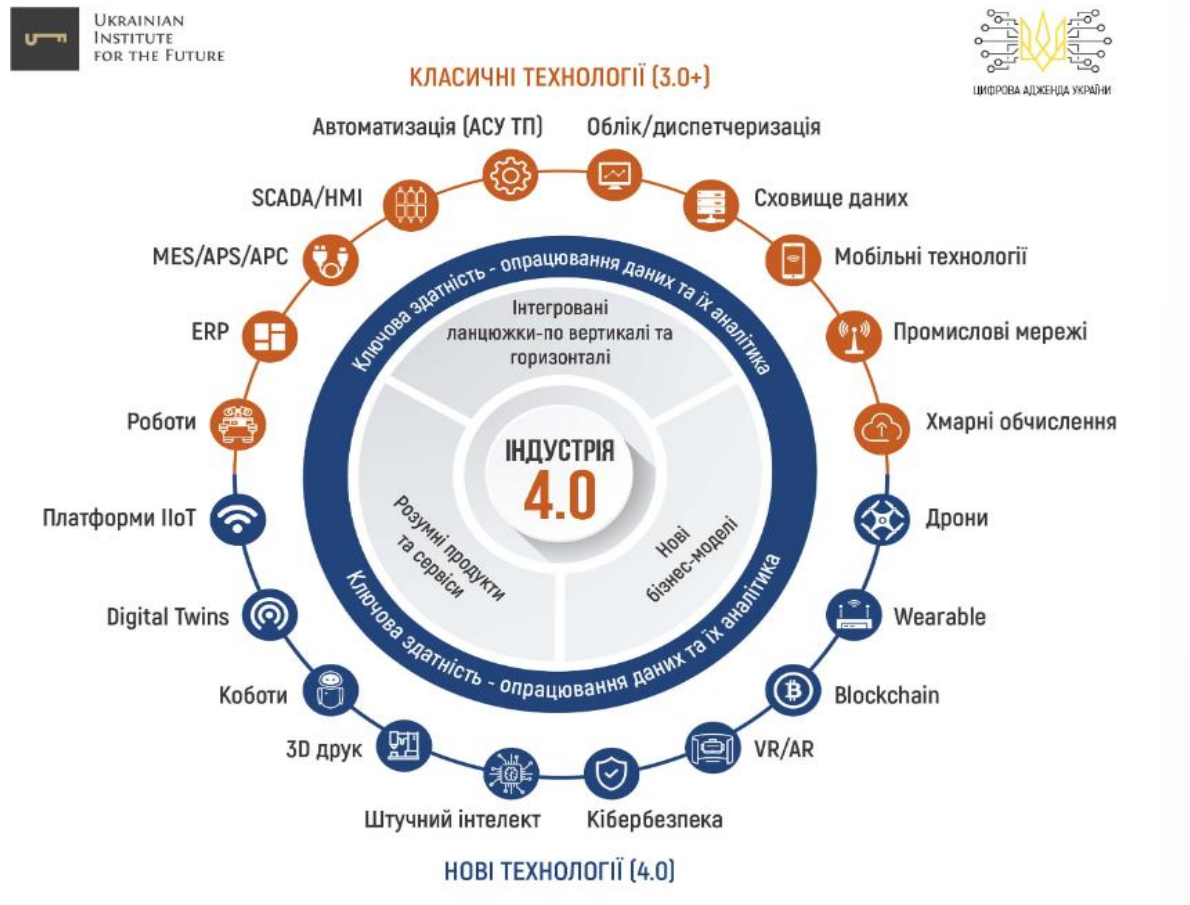 UKRAINIAN
INSTITUTE
FOR THE FUTURE
ЦИФРОВА АДЖЕНДА УКРАЇНИ
КЛАСИЧНІ ТЕХНОЛОГІЇ (3.0+)
Автоматизація (АСУ ТП)
Облік/диспетчеризація
SCADA/HMI
Сховище даних
MES/APS/APC
Мобільні технології
ERP
Промислові мережі
Роботи
Хмарні обчислення
Ключова здатність - опрацювання даних та їх аналітика
Інтегровані
ланцюжки-по вертикалі та
горизонталі
ІНДУСТРІЯ
4.0
Розумні продукти
та сервіси
Нові
бізнес-моделі
Ключова здатність - опрацювання даних та їх аналітика
Платформи IIoT
Дрони
Digital Twins
Wearable
Коботи
Blockchain
3D друк
VR/AR
Штучний інтелект
Кібербезпека
НОВІ ТЕХНОЛОГІЇ (4.0)